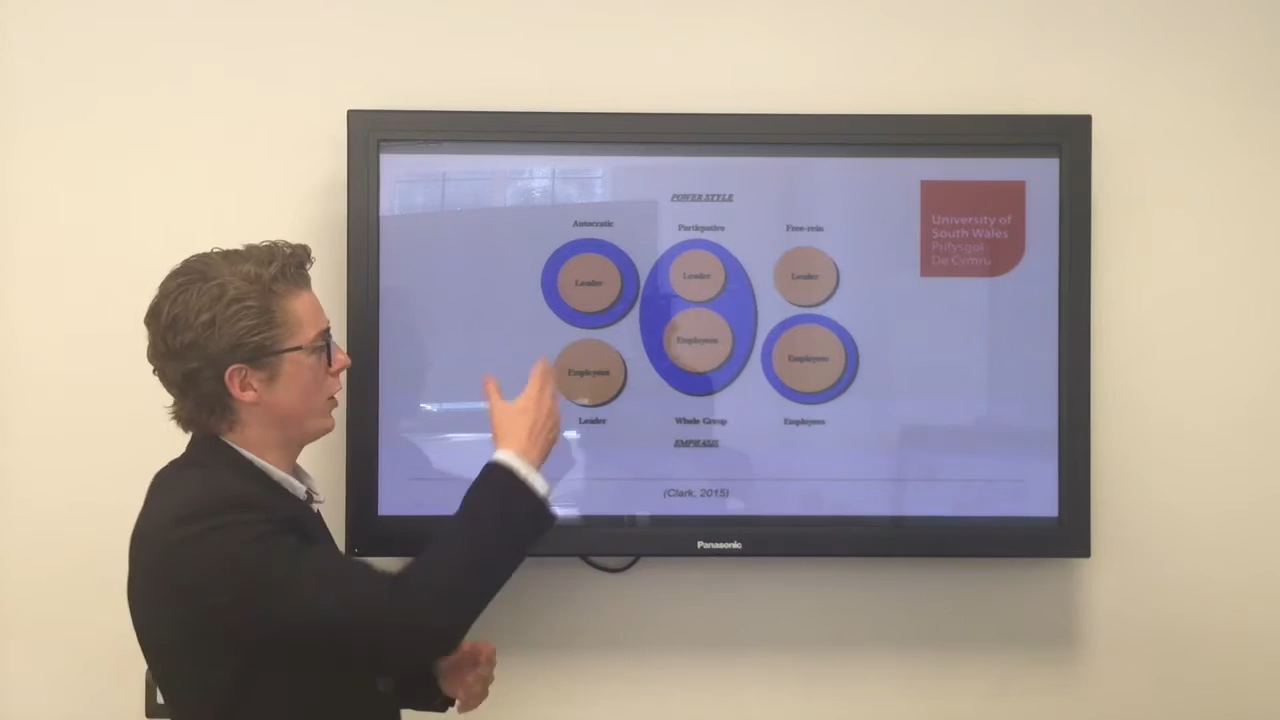 POWER STYLE
Autocratic
Participative
Free-rein
Leader
Leader
Leader
Employees
Employees
Employees
Leader
Whole Group
Employees
EMPHASIS
(Clark, 2015)
University of
South Wales
Prifysgol
De Cymru
Panasonic